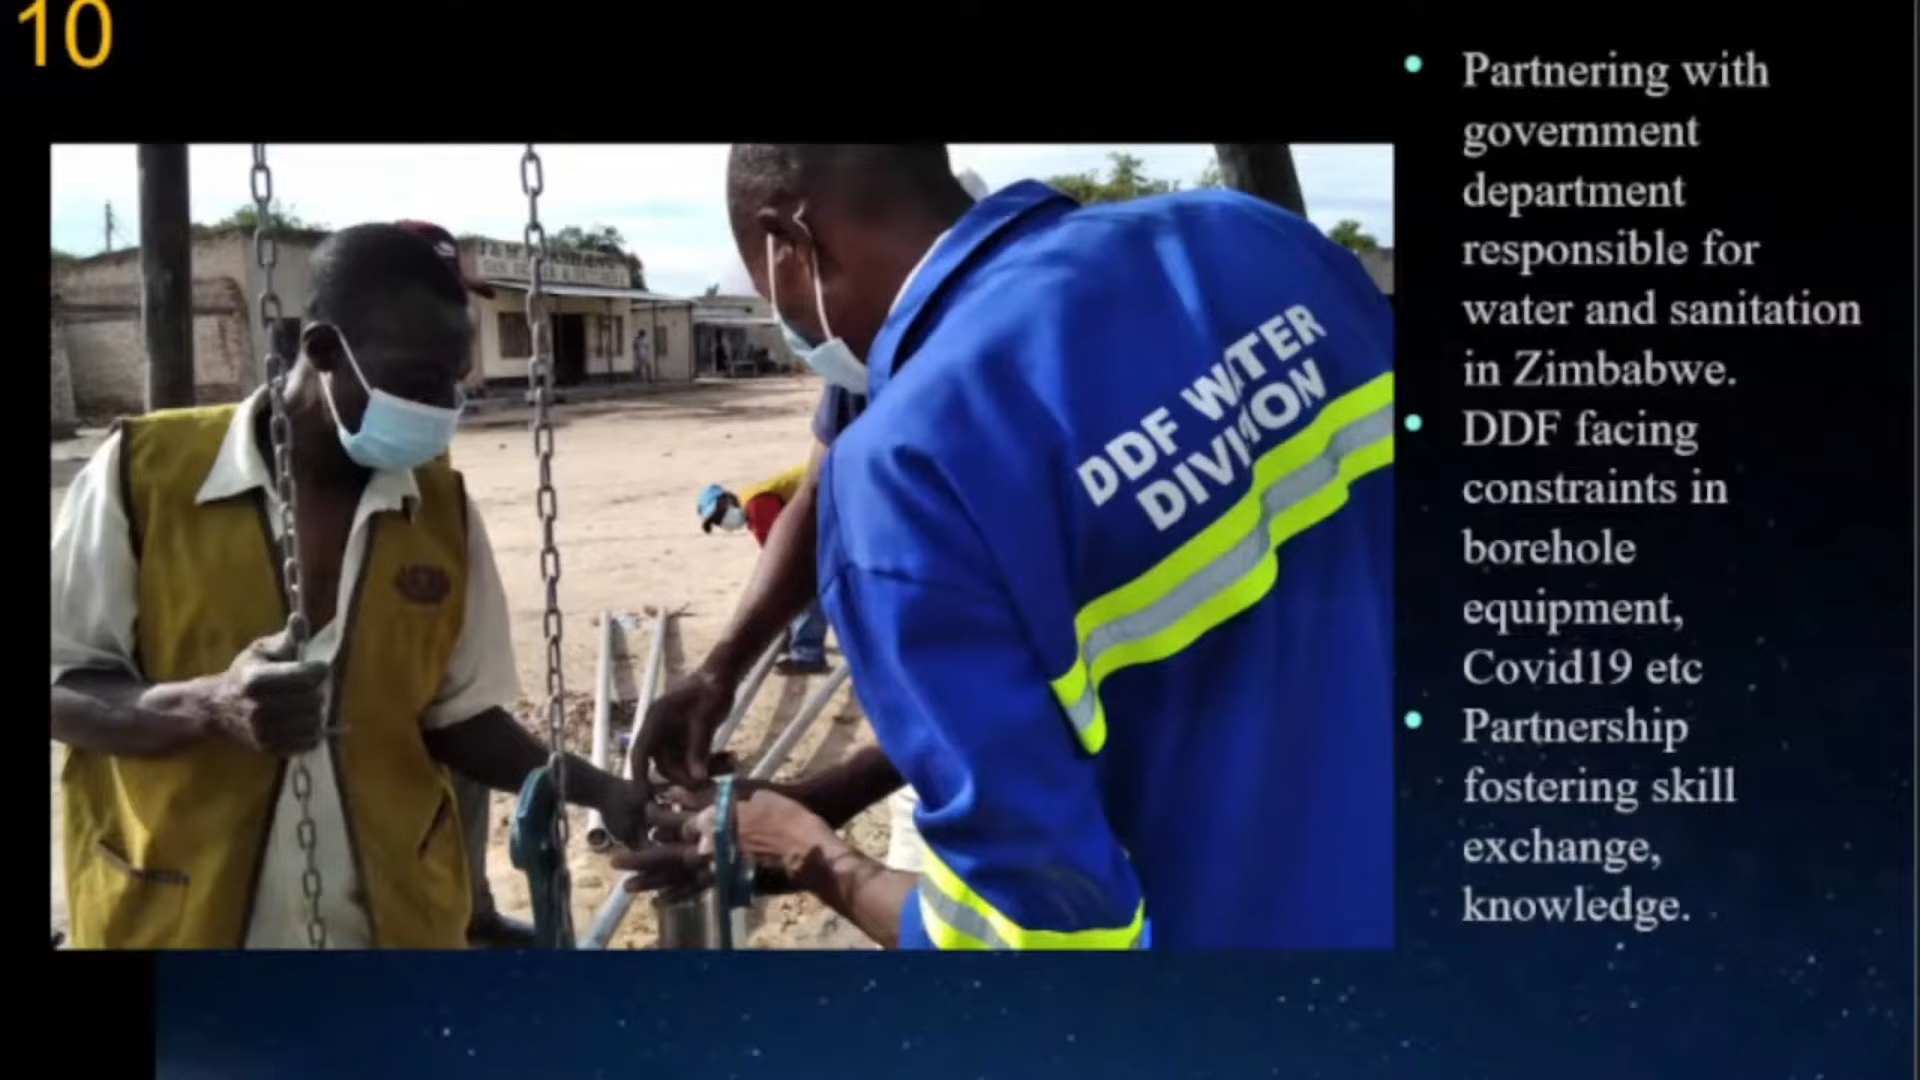 10
Partnering with
government
department
responsible for
water and sanitation
in Zimbabwe.
DDF facing
constraints in
borehole
equipment,
Covid19 etc
Partnership
fostering skill
exchange,
knowledge.
DDF WATER
DIVISION